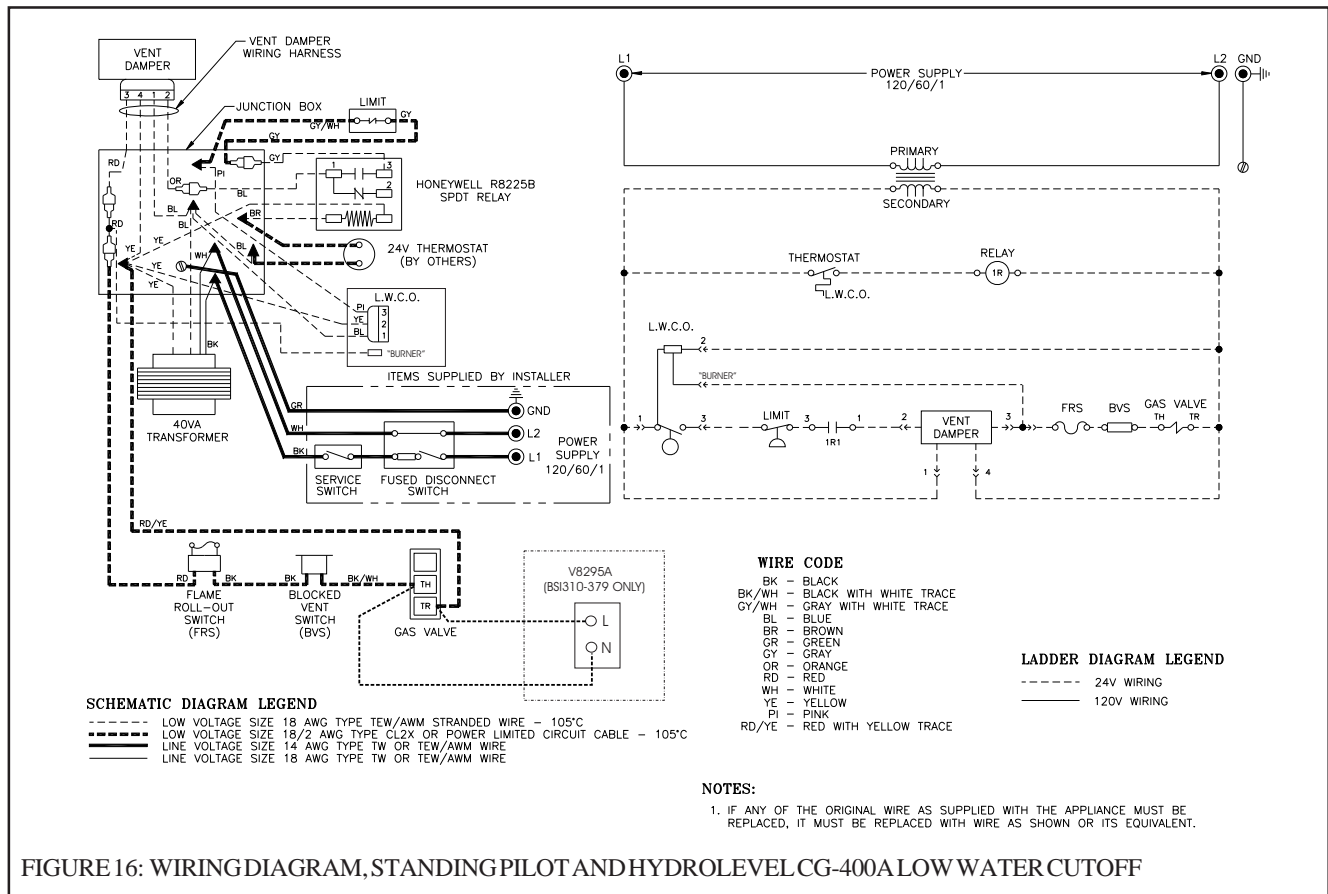 VENT
DAMPER
VENT DAMPER
WIRING HARNESS
3 4 1 2
JUNCTION BOX
LIMIT
GY/WH
GY
GY
GY
RD
PI
OR
BL
1
3
2
HONEYWELL R8225B
SPDT RELAY
BL
BR
BL
RD
YE
YE
WH
BL
YE
YE
24V THERMOSTAT
(BY OTHERS)
L.W.C.O.
PI
3
YE
2
BL
1
"BURNER"
BK
40VA
TRANSFORMER
ITEMS SUPPLIED BY INSTALLER
GR
GND
WH
L2
BK
L1
POWER
SUPPLY
120/60/1
SERVICE
SWITCH
FUSED DISCONNECT
SWITCH
RD/YE
RD
BK
BK
BK/WH
TH
TR
FLAME
ROLL-OUT
SWITCH
(FRS)
BLOCKED
VENT
SWITCH
(BVS)
GAS VALVE
V8295A
(BSI310-379 ONLY)
L
N
L1
POWER SUPPLY
120/60/1
L2
GND
PRIMARY
SECONDARY
THERMOSTAT
L.W.C.O.
RELAY
1R
L.W.C.O.
2
"BURNER"
1
3
LIMIT
3
1
1R1
2
VENT
DAMPER
3
FRS
BVS
GAS VALVE
TH
TR
1
4
WIRE CODE
BK – BLACK
BK/WH – BLACK WITH WHITE TRACE
GY/WH – GRAY WITH WHITE TRACE
BL – BLUE
BR – BROWN
GR – GREEN
GY – GRAY
OR – ORANGE
RD – RED
WH – WHITE
YE – YELLOW
PI – PINK
RD/YE – RED WITH YELLOW TRACE
LADDER DIAGRAM LEGEND
24V WIRING
120V WIRING
SCHEMATIC DIAGRAM LEGEND
LOW VOLTAGE SIZE 18 AWG TYPE TEW/AWM STRANDED WIRE – 105°C
LOW VOLTAGE SIZE 18/2 AWG TYPE CL2X OR POWER LIMITED CIRCUIT CABLE – 105°C
LINE VOLTAGE SIZE 14 AWG TYPE TW OR TEW/AWM WIRE
LINE VOLTAGE SIZE 18 AWG TYPE TW OR TEW/AWM WIRE
NOTES:
1. IF ANY OF THE ORIGINAL WIRE AS SUPPLIED WITH THE APPLIANCE MUST BE
REPLACED, IT MUST BE REPLACED WITH WIRE AS SHOWN OR ITS EQUIVALENT.
FIGURE 16: WIRING DIAGRAM, STANDING PILOT AND HYDROLEVEL CG-400A LOW WATER CUTOFF